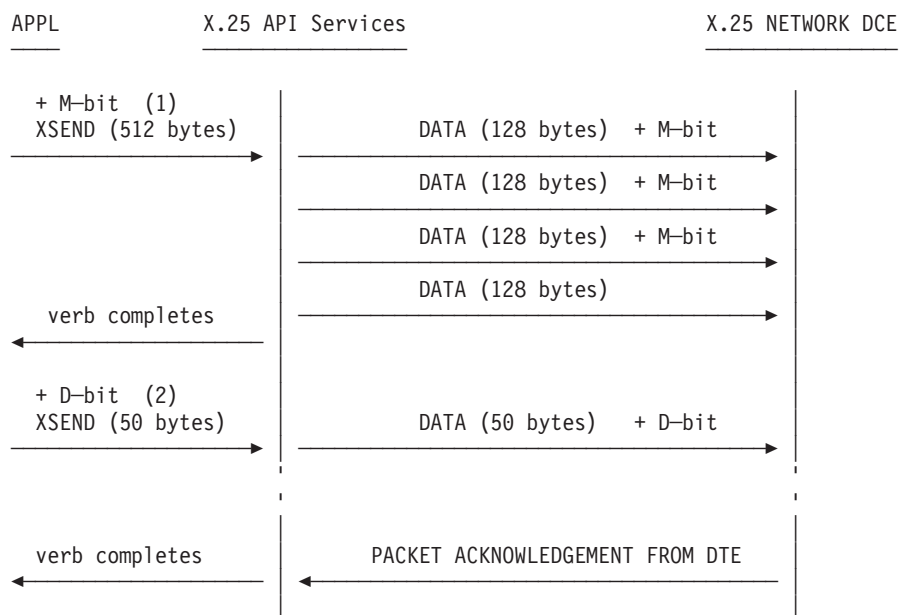 APPL X.25 API Services X.25 NETWORK DCE
+ M–bit (1)
XSEND (512 bytes) DATA (128 bytes) + M–bit
DATA (128 bytes) + M–bit
DATA (128 bytes) + M–bit
DATA (128 bytes)
verb completes
+ D–bit (2)
XSEND (50 bytes) DATA (50 bytes) + D–bit
verb completes PACKET ACKNOWLEDGEMENT FROM DTE